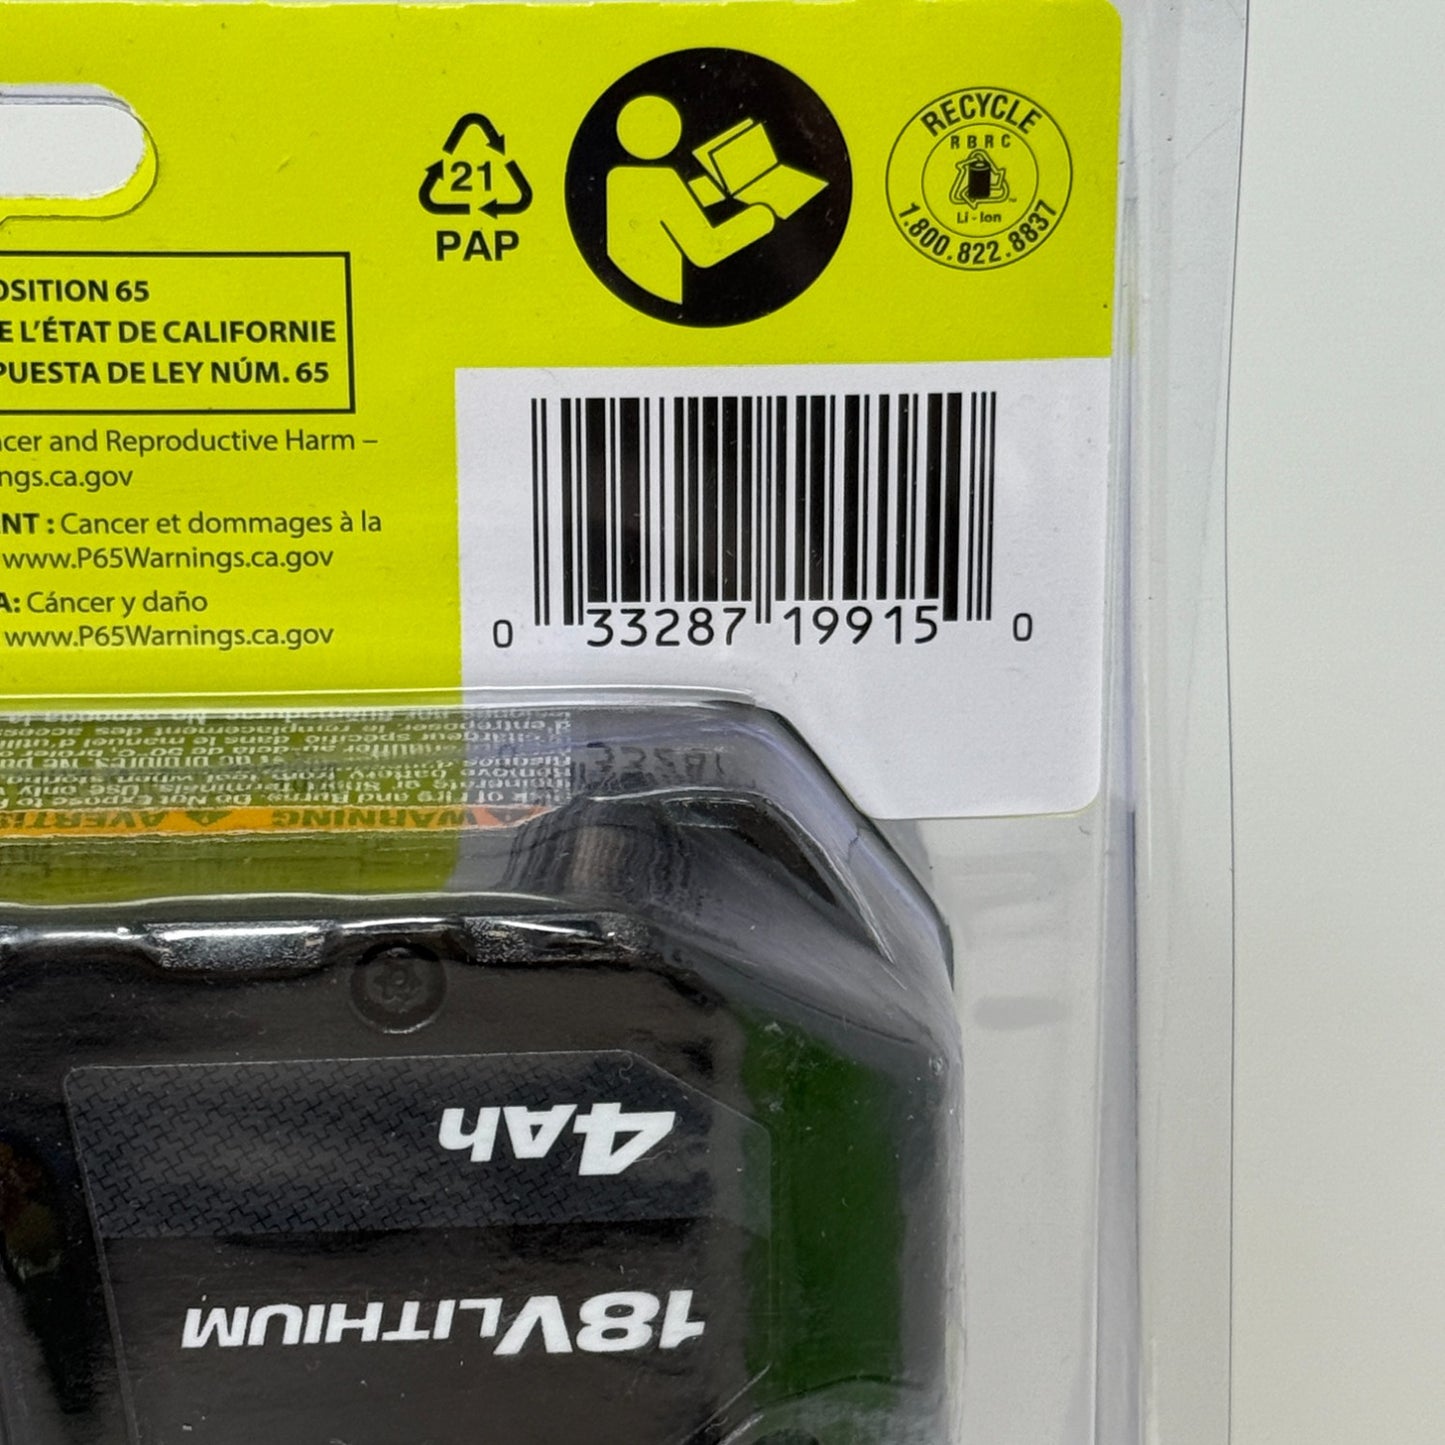 21
PAP
RECYCLE
RBRC
Li-Ion
1.800.822.8837
OSITION 65
E L'ÉTAT DE CALIFORNIE
PUESTA DE LEY NÚM. 65
ncer and Reproductive Harm –
ngs.ca.gov
NT : Cancer et dommages à la
www.P65Warnings.ca.gov
A: Cáncer y daño
www.P65Warnings.ca.gov
0 33287 19915 0
WARNING
4Ah
18V LITHIUM